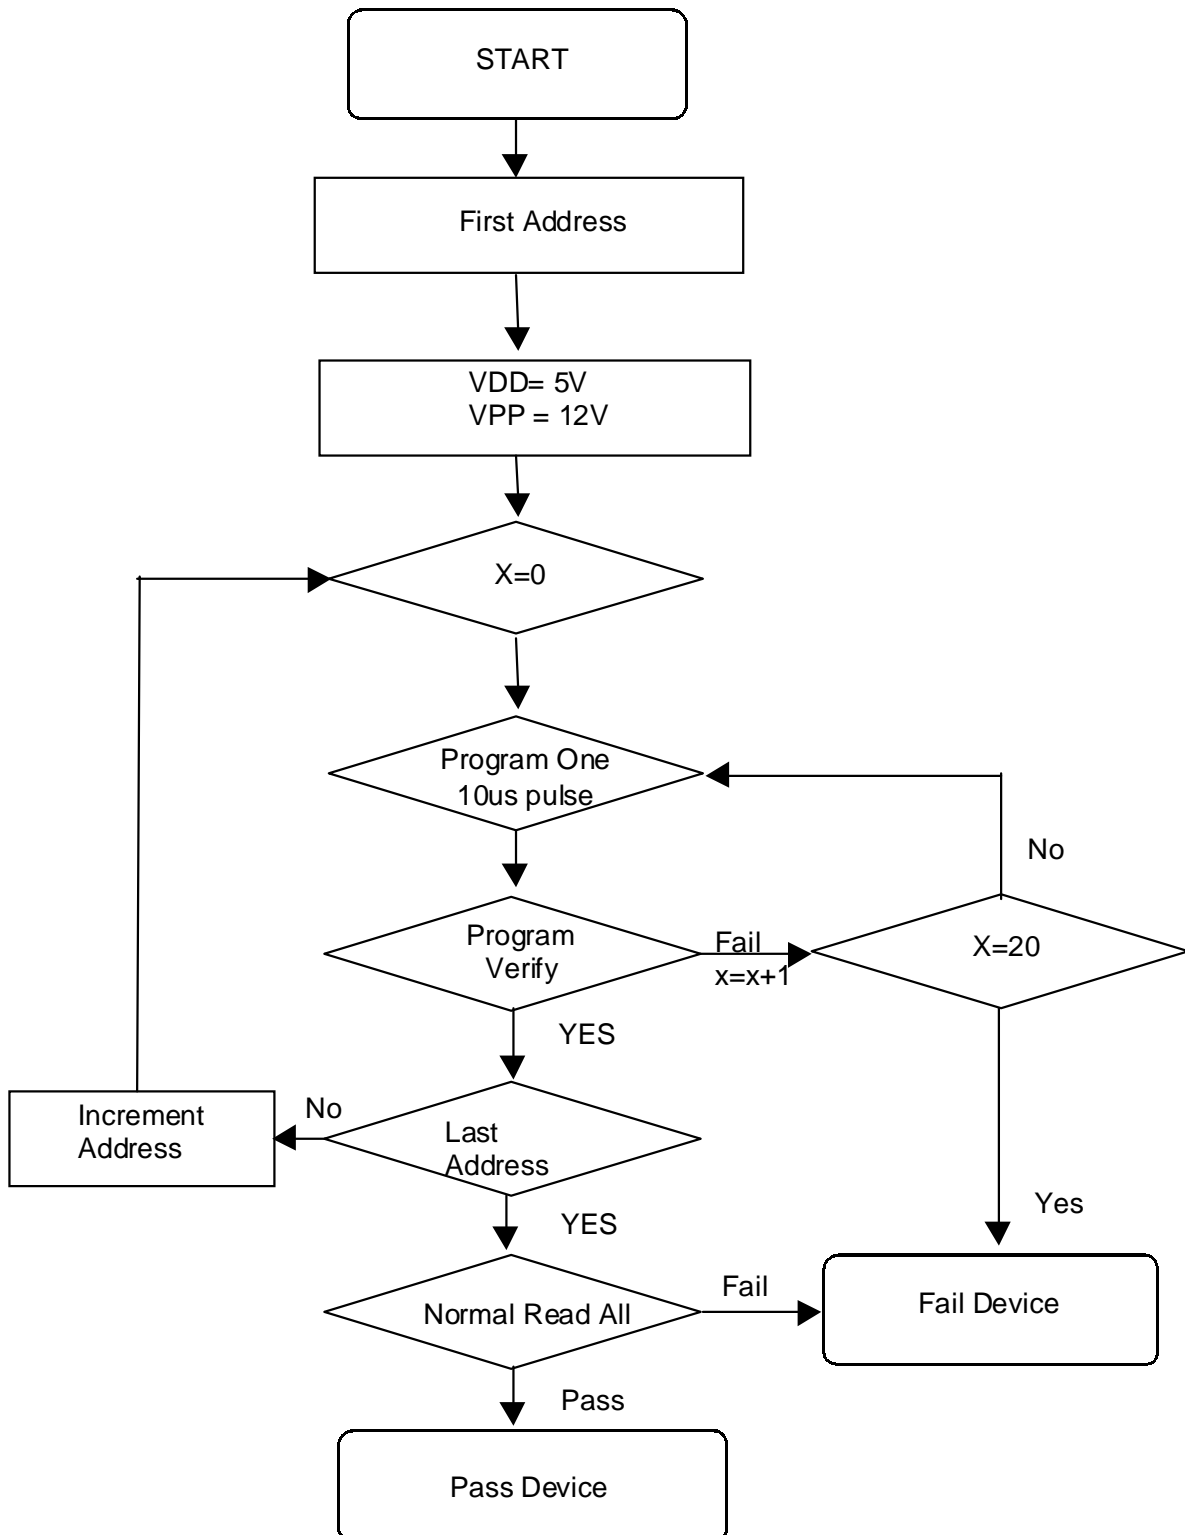 START
First Address
VDD= 5V
VPP = 12V
X=0
Program One
10us pulse
No
Program
Verify
Fail
x=x+1
X=20
YES
Increment
Address
No
Last
Address
YES
Yes
Normal Read All
Fail
Fail Device
Pass
Pass Device